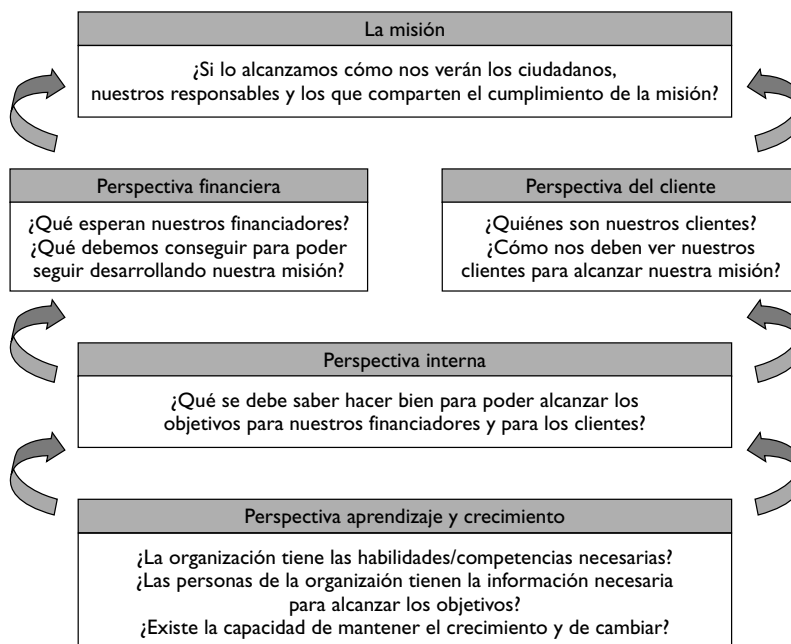 La misión
¿Si lo alcanzamos cómo nos verán los ciudadanos,
nuestros responsables y los que comparten el cumplimiento de la misión?
Perspectiva financiera
¿Qué esperan nuestros financiadores?
¿Qué debemos conseguir para poder
seguir desarrollando nuestra misión?
Perspectiva del cliente
¿Quiénes son nuestros clientes?
¿Cómo nos deben ver nuestros
clientes para alcanzar nuestra misión?
Perspectiva interna
¿Qué se debe saber hacer bien para poder alcanzar los
objetivos para nuestros financiadores y para los clientes?
Perspectiva aprendizaje y crecimiento
¿La organización tiene las habilidades/competencias necesarias?
¿Las personas de la organizaión tienen la información necesaria
para alcanzar los objetivos?
¿Existe la capacidad de mantener el crecimiento y de cambiar?